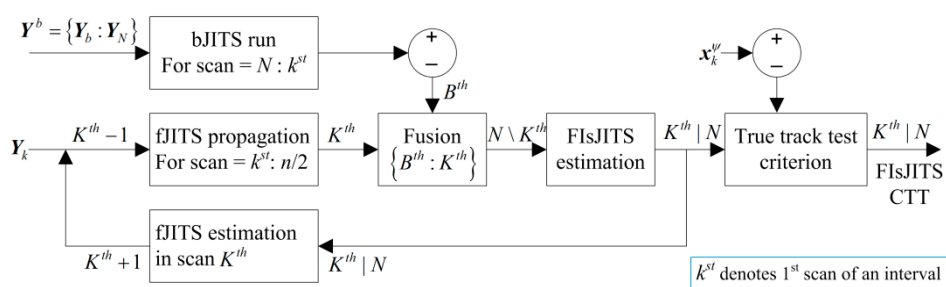 Y^b = {Y_b : Y_N}
bJITS run
For scan = N : k^{st}
+
−
B^{th}
x_k^ψ
+
−
Y_k
K^{th} − 1
fJITS propagation
For scan = k^{st}: n/2
K^{th}
Fusion
{B^{th} : K^{th}}
N \ K^{th}
FIsJITS
estimation
K^{th} | N
True track test
criterion
K^{th} | N
FIsJITS
CTT
K^{th} + 1
fJITS estimation
in scan K^{th}
K^{th} | N
k^{st} denotes 1^{st} scan of an interval